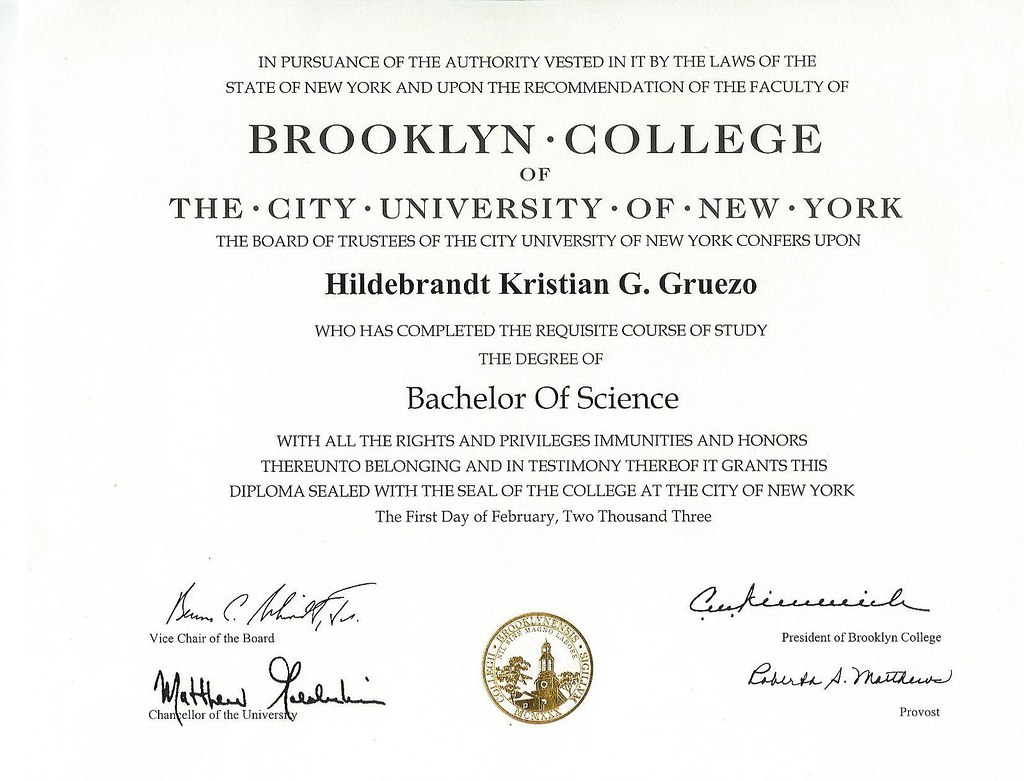 IN PURSUANCE OF THE AUTHORITY VESTED IN IT BY THE LAWS OF THE
STATE OF NEW YORK AND UPON THE RECOMMENDATION OF THE FACULTY OF
BROOKLYN · COLLEGE
OF
THE · CITY · UNIVERSITY · OF · NEW · YORK
THE BOARD OF TRUSTEES OF THE CITY UNIVERSITY OF NEW YORK CONFERS UPON
Hildebrandt Kristian G. Gruezo
WHO HAS COMPLETED THE REQUISITE COURSE OF STUDY
THE DEGREE OF
Bachelor Of Science
WITH ALL THE RIGHTS AND PRIVILEGES IMMUNITIES AND HONORS
THEREUNTO BELONGING AND IN TESTIMONY THEREOF IT GRANTS THIS
DIPLOMA SEALED WITH THE SEAL OF THE COLLEGE AT THE CITY OF NEW YORK
The First Day of February, Two Thousand Three
C. Jr.
Vice Chair of the Board
Matthew
Chancellor of the University
COLLEGII · BROOKLYNENSIS · SIGILLVM
NIL SINE MAGNO LABORE
MCMXXX
President of Brooklyn College
Roberta S. Matthews
Provost